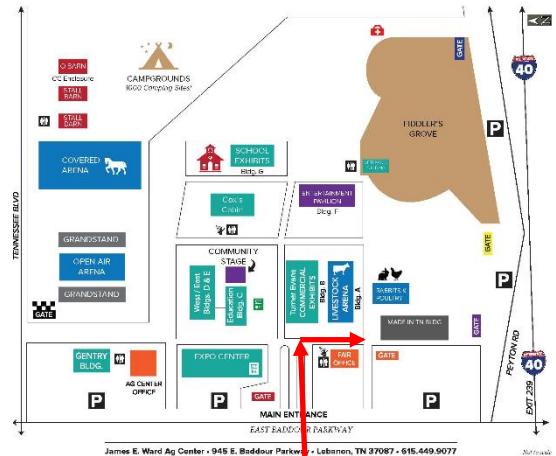 GATE
40
O BARN
CC Enclosure
STALL
BARN
STALL
BARN
CAMPGROUNDS
1000 Camping Sites!
FIDDLER'S
GROVE
P
COVERED
ARENA
SCHOOL
EXHIBITS
Bldg. G
Cox's
Cabin
ENTERTAINMENT
PAVILION
Bldg. F
TENNESSEE BLVD
GRANDSTAND
OPEN AIR
ARENA
GRANDSTAND
GATE
COMMUNITY
STAGE
West / East
Bldgs. D & E
Education
Bldg. C
Turner Evans
COMMERCIAL
EXHIBITS
Bldg. B
LIVESTOCK
ARENA
Bldg. A
RABBITS &
POULTRY
MADE IN TN BLDG
GATE
GATE
P
PEYTON RD
EXIT 239
40
GENTRY
BLDG.
AG CENTER
OFFICE
EXPO CENTER
FAIR
OFFICE
GATE
P
P
GATE
P
P
MAIN ENTRANCE
EAST BADDOUR PARKWAY
James E. Ward Ag Center • 945 E. Baddour Parkway • Lebanon, TN 37087 • 615.449.9077
Not to scale